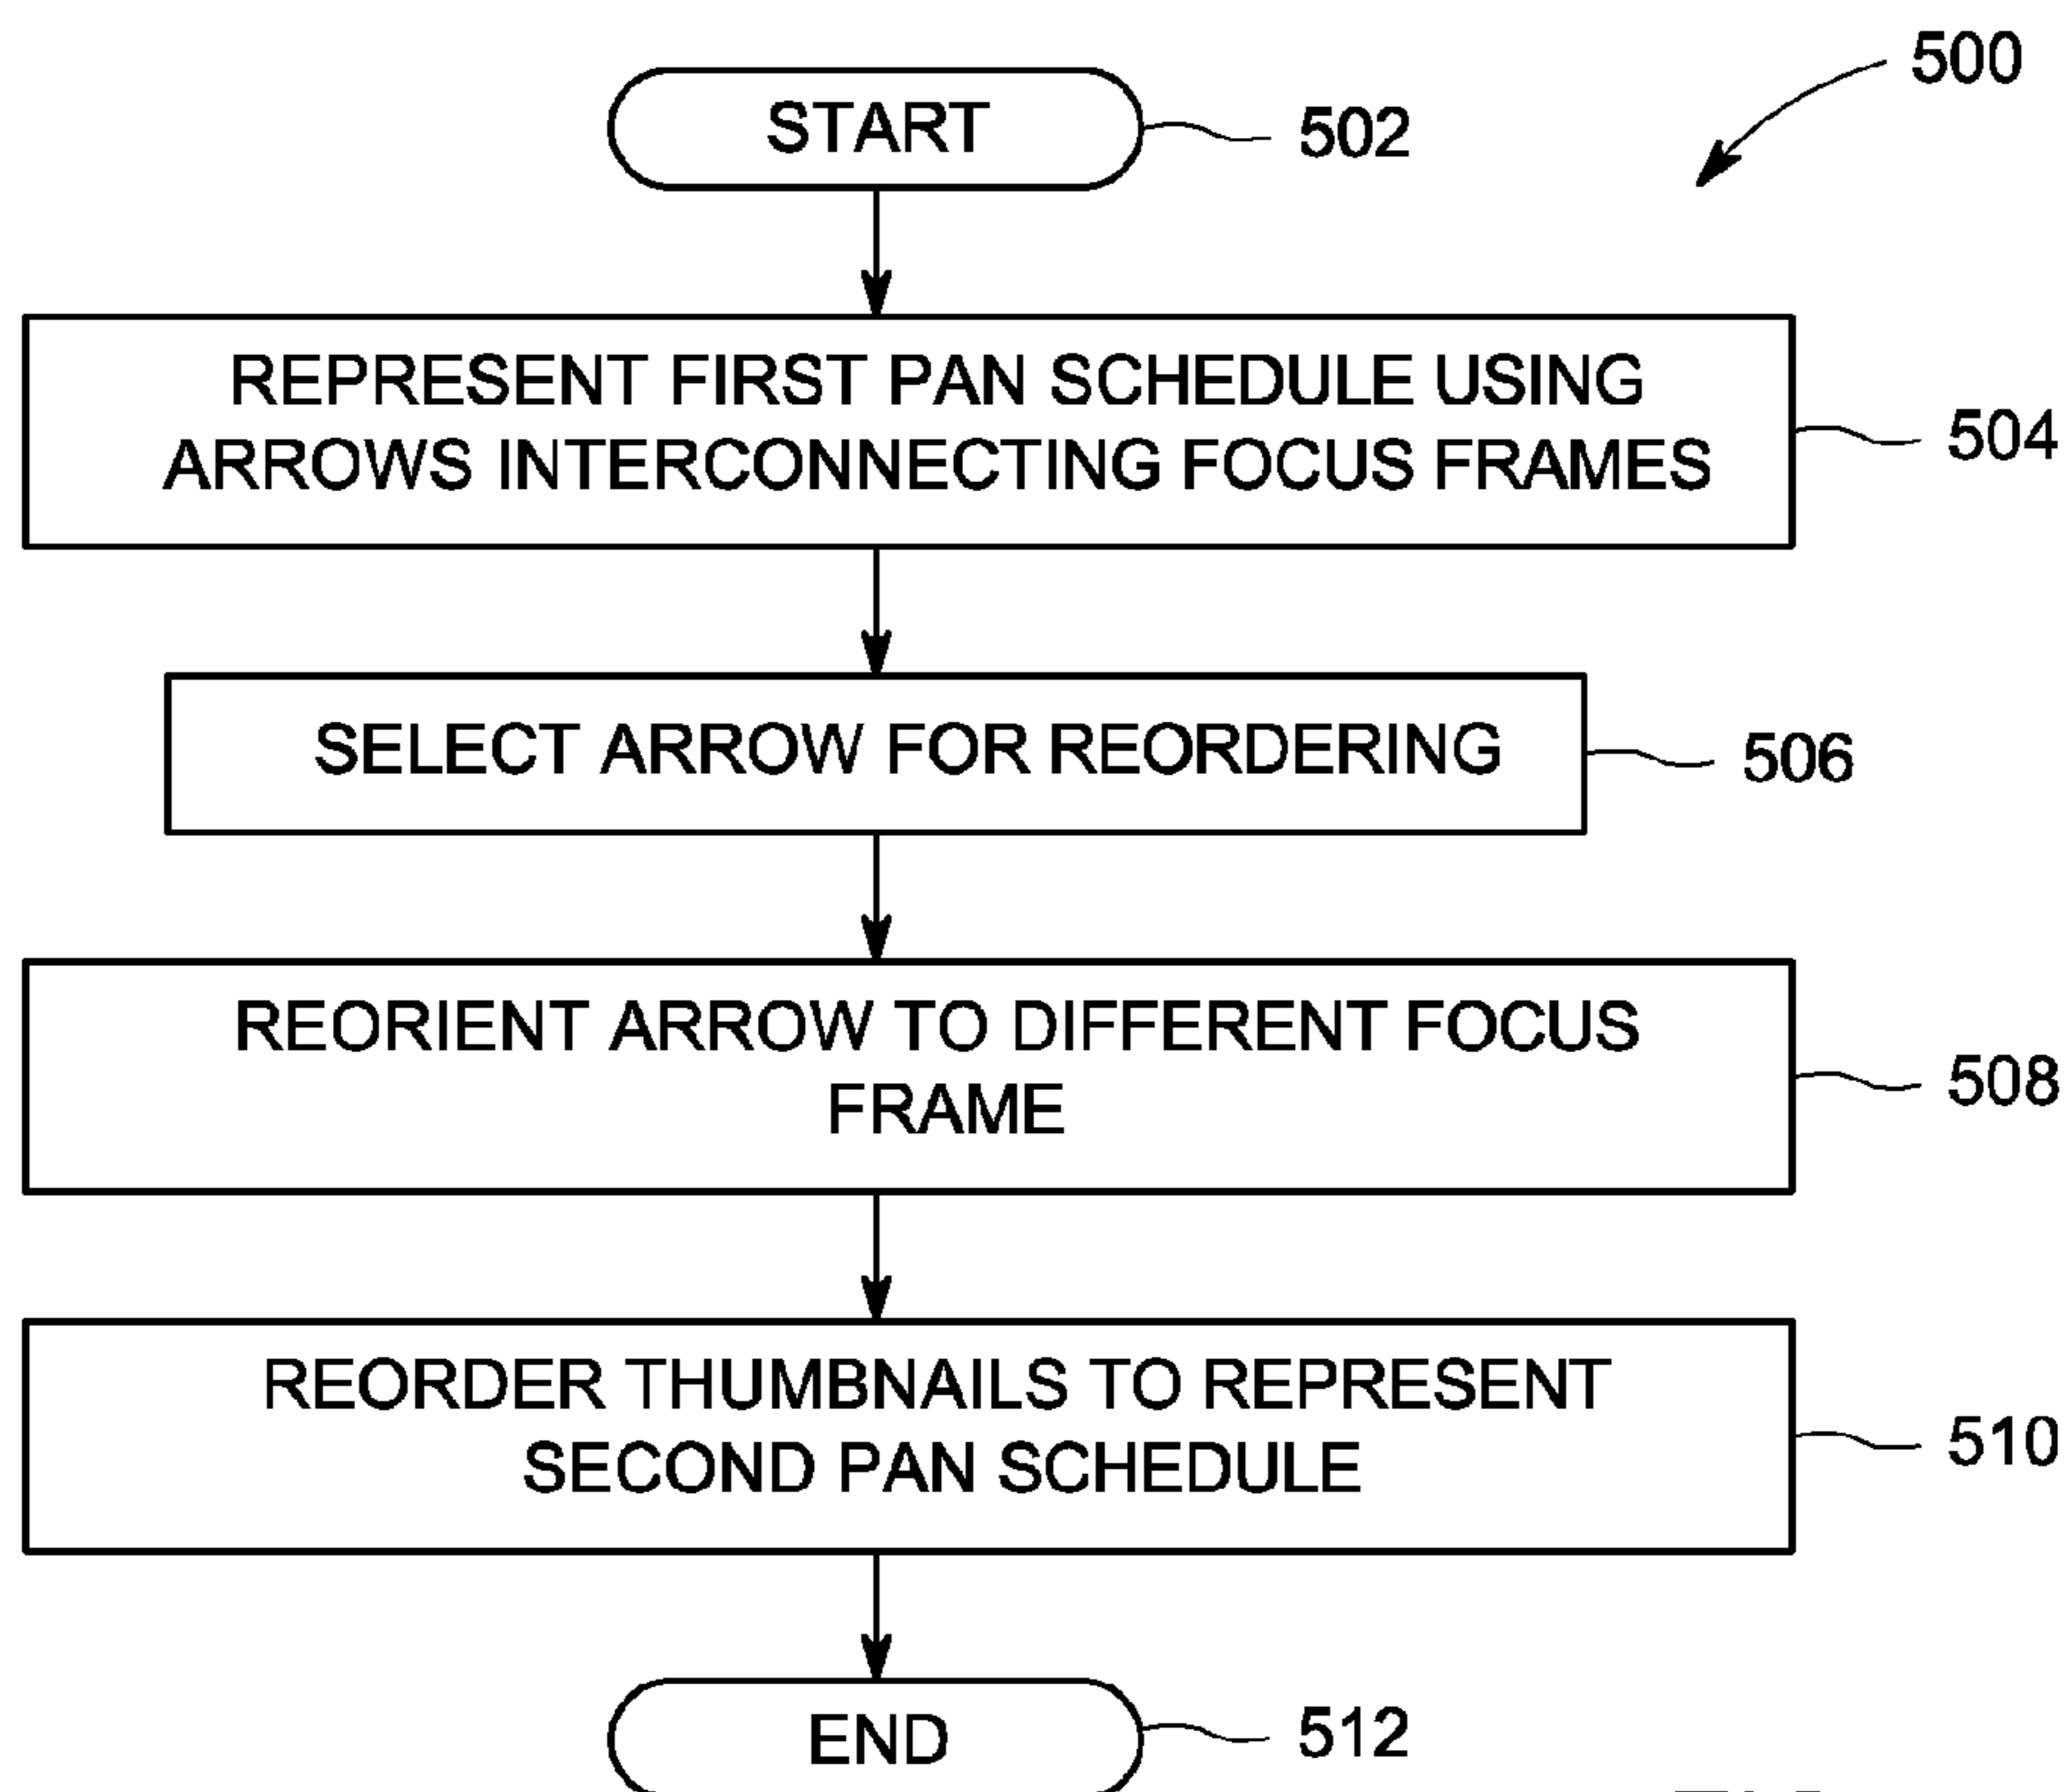 500
START
502
REPRESENT FIRST PAN SCHEDULE USING
ARROWS INTERCONNECTING FOCUS FRAMES
504
SELECT ARROW FOR REORDERING
506
REORIENT ARROW TO DIFFERENT FOCUS
FRAME
508
REORDER THUMBNAILS TO REPRESENT
SECOND PAN SCHEDULE
510
END
512